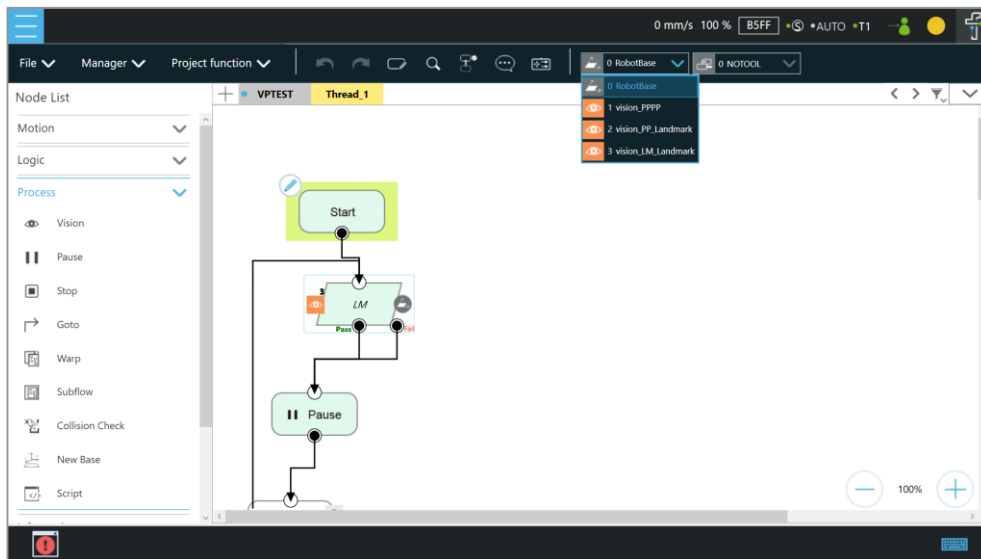 0 mm/s 100 % B5FF S AUTO T1
File Manager Project function 0 RobotBase 0 NOTOOL
Node List
VPTEST Thread_1
0 RobotBase
1 vision_PPPP
2 vision_PP_Landmark
3 vision_LM_Landmark
Motion
Logic
Process
Vision
Pause
Stop
Goto
Warp
Subflow
Collision Check
New Base
Script
Start
3
LM
Pass Fail
Pause
100%